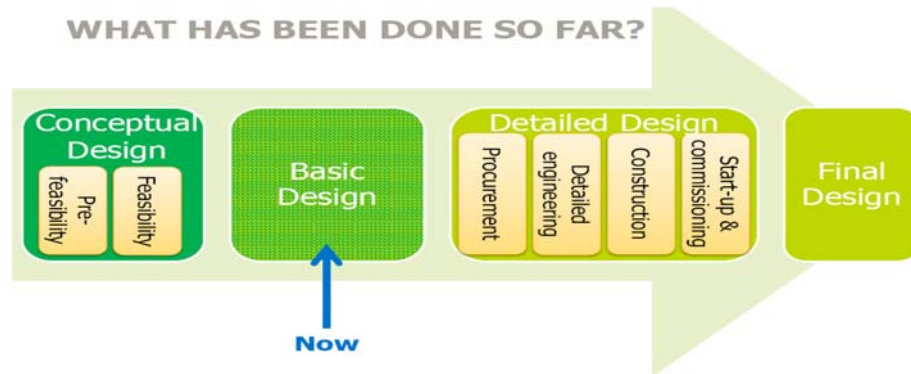 WHAT HAS BEEN DONE SO FAR?
Conceptual
Design
Pre-
feasibility
Feasibility
Basic
Design
Detailed Design
Procurement
Detailed
engineering
Construction
Start-up &
commissioning
Final
Design
Now